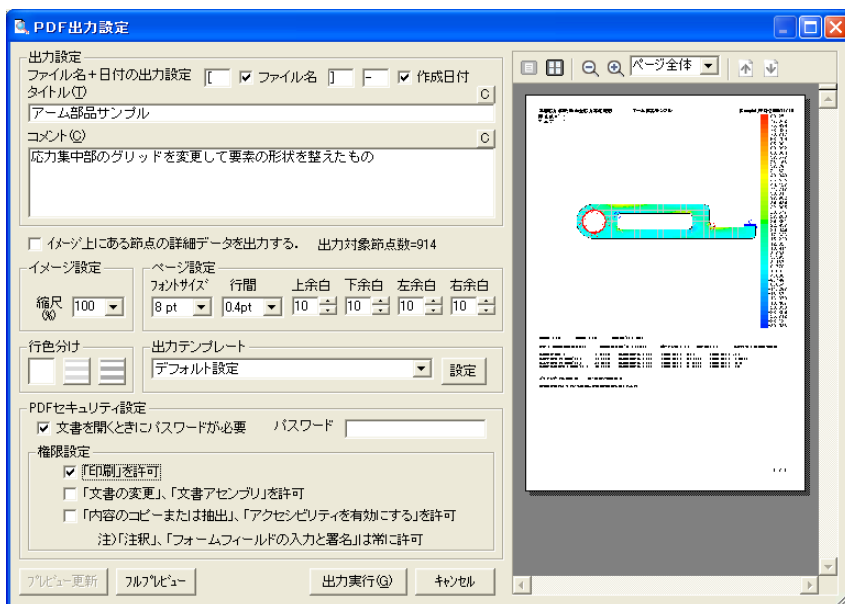 PDF出力設定
出力設定
ファイル名+日付の出力設定 [ ファイル名 ] - 作成日付
タイトル(T) C
アーム部品サンプル
コメント(C) C
応力集中部のグリッドを変更して要素の形状を整えたもの
イメージ上にある節点の詳細データを出力する. 出力対象節点数=914
イメージ設定
縮尺(%) 100
ページ設定
フォントサイズ 行間 上余白 下余白 左余白 右余白
8 pt 0.4pt 10 10 10 10
行色分け
出力テンプレート
デフォルト設定 設定
PDFセキュリティ設定
文書を開くときにパスワードが必要 パスワード
権限設定
「印刷」を許可
「文書の変更」、「文書アセンブリ」を許可
「内容のコピーまたは抽出」、「アクセシビリティを有効にする」を許可
注)「注釈」、「フォームフィールドの入力と署名」は常に許可
プレビュー更新 フルプレビュー 出力実行(G) キャンセル
ページ全体
アーム部品サンプル
1 / 1